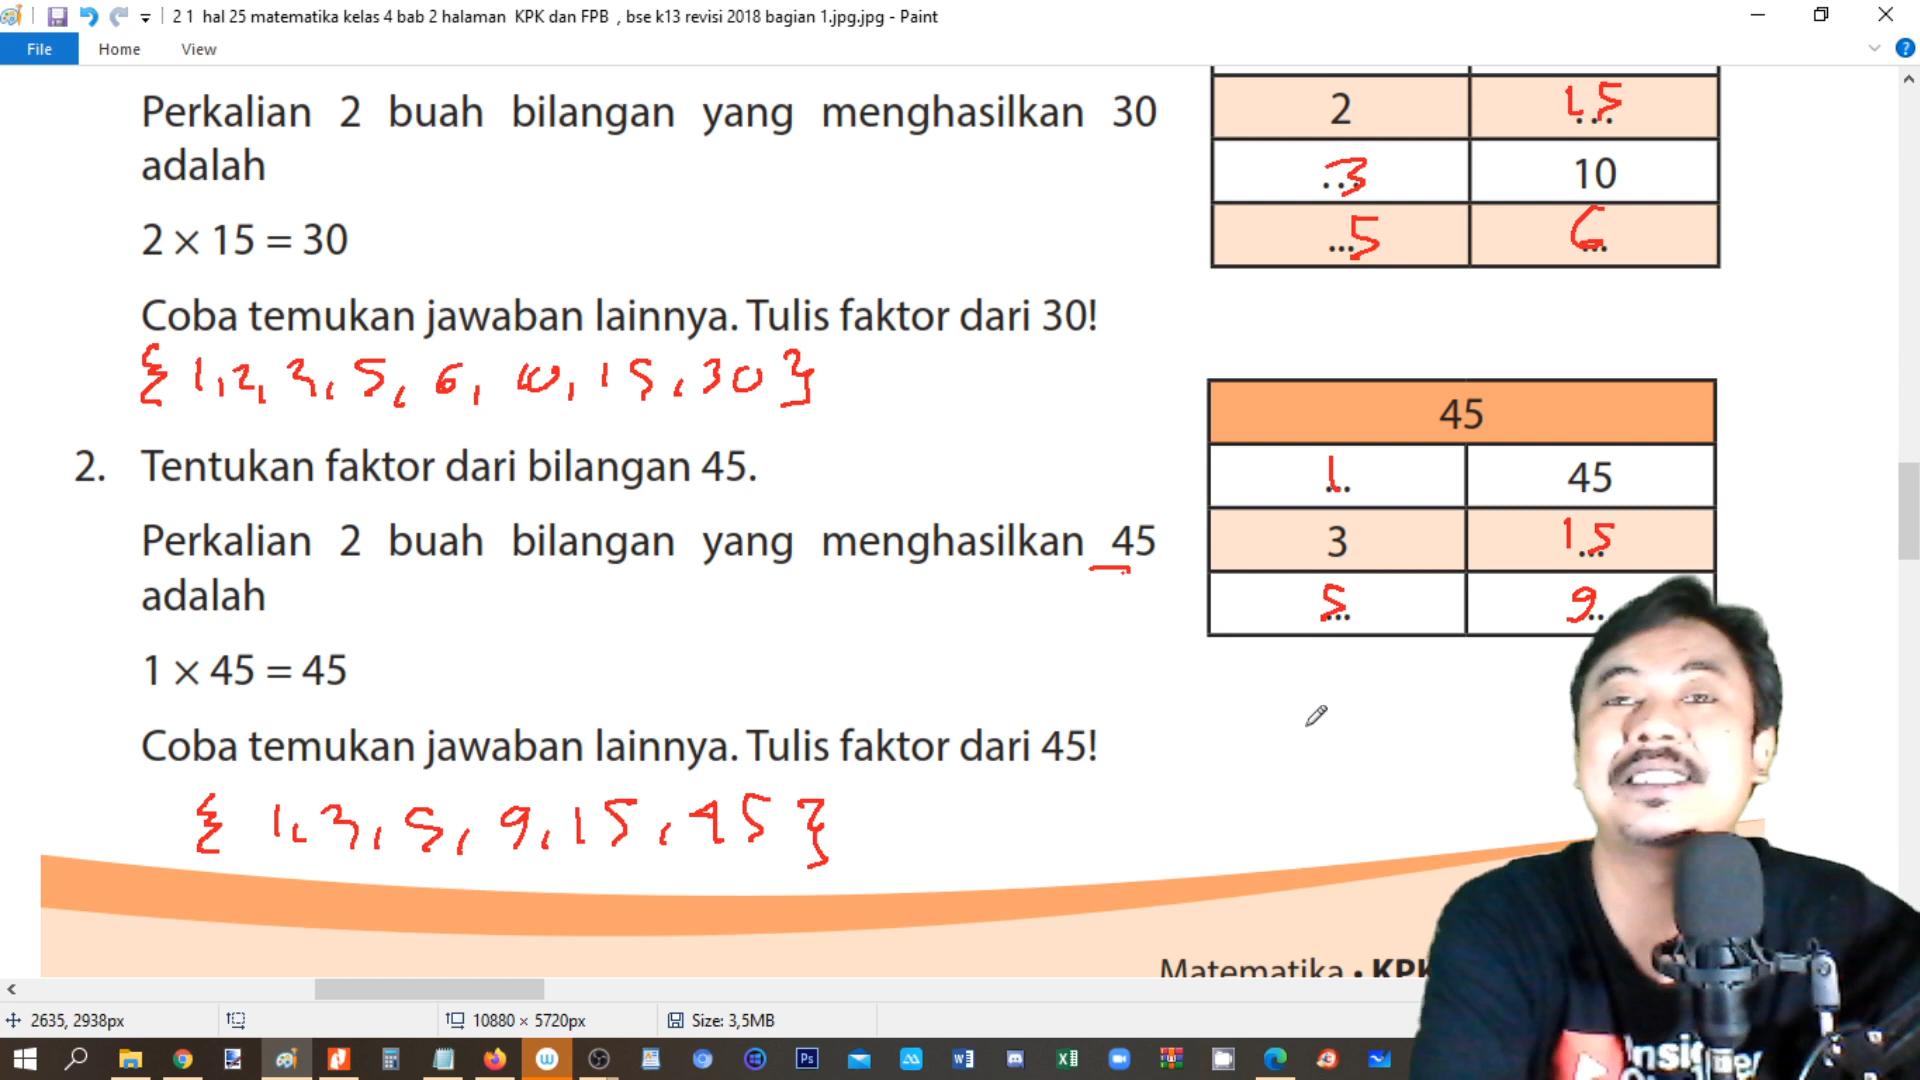 2 1 hal 25 matematika kelas 4 bab 2 halaman KPK dan FPB , bse k13 revisi 2018 bagian 1.jpg.jpg - Paint
File Home View
Perkalian 2 buah bilangan yang menghasilkan 30
adalah
2 × 15 = 30
Coba temukan jawaban lainnya. Tulis faktor dari 30!
{ 1, 2, 3, 5, 6, 10, 15, 30 }
2 15
3 10
5 6
2. Tentukan faktor dari bilangan 45.
Perkalian 2 buah bilangan yang menghasilkan 45
adalah
1 × 45 = 45
Coba temukan jawaban lainnya. Tulis faktor dari 45!
{ 1, 3, 5, 9, 15, 45 }
45
1 45
3 15
5 9
Matematika •
2635, 2938px
10880 × 5720px
Size: 3,5MB